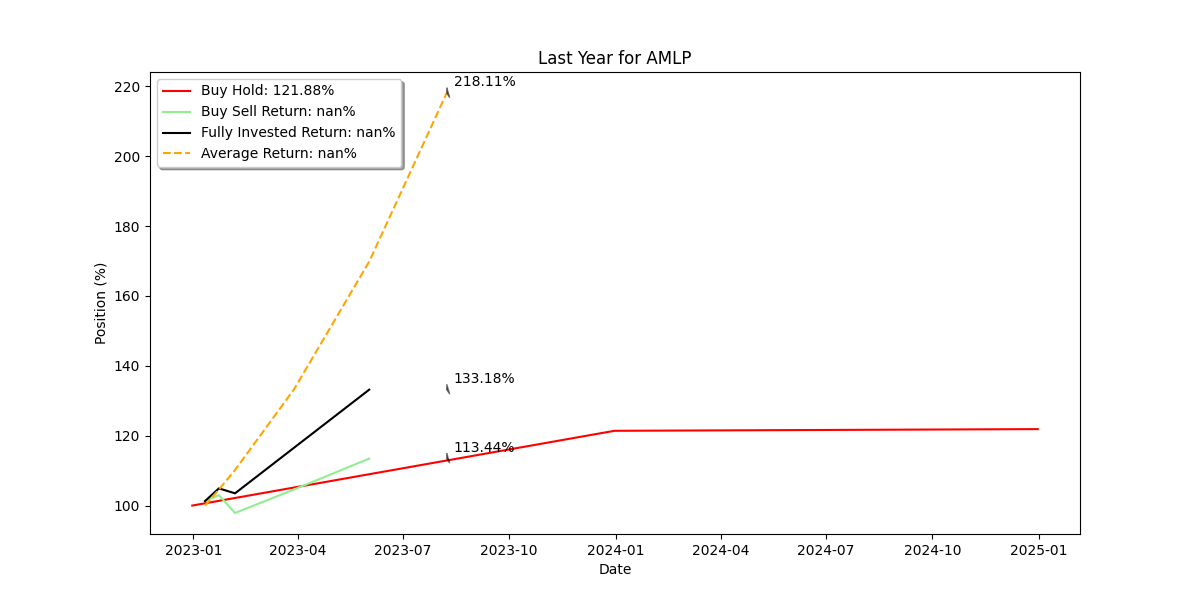 Last Year for AMLP
Buy Hold: 121.88%
Buy Sell Return: nan%
Fully Invested Return: nan%
Average Return: nan%
218.11%
133.18%
113.44%
220
200
180
160
140
120
100
Position (%)
2023-01 2023-04 2023-07 2023-10 2024-01 2024-04 2024-07 2024-10 2025-01
Date